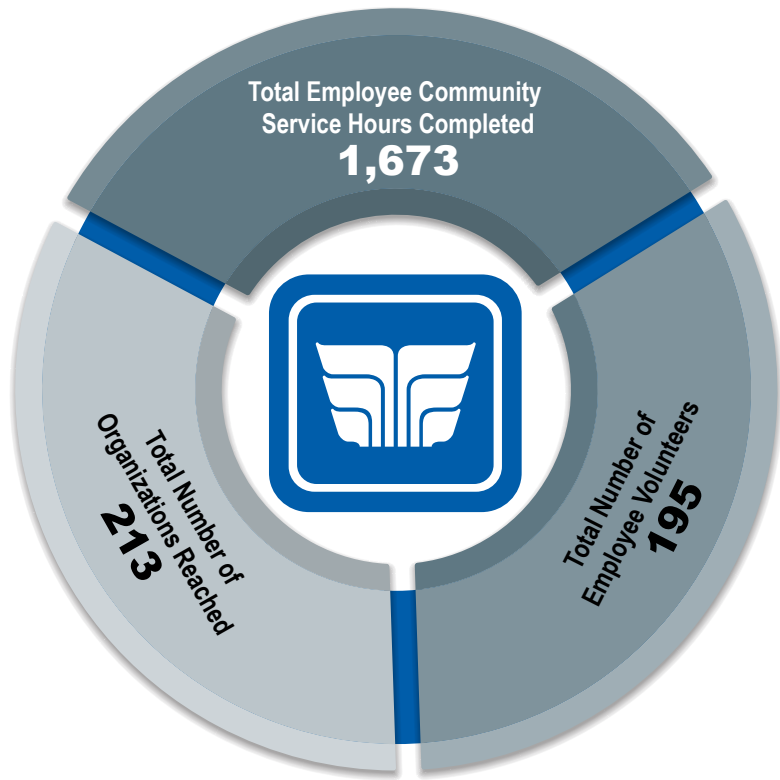 Total Employee Community
Service Hours Completed
1,673
Total Number of
Employee Volunteers
195
Total Number of
Organizations Reached
213